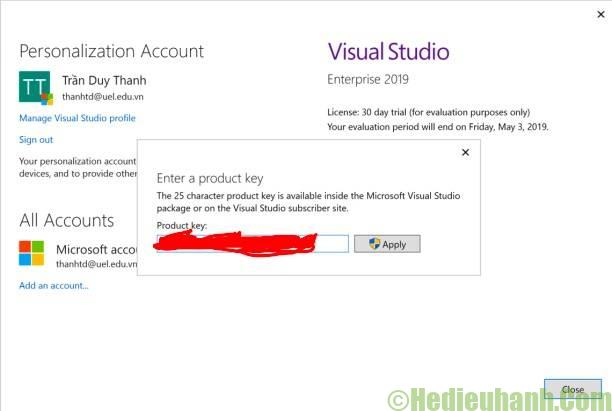 Personalization Account
TT
Trần Duy Thanh
thanhtd@uel.edu.vn
Manage Visual Studio profile
Sign out
Your personalization account
devices, and to provide other
All Accounts
Microsoft accou
thanhtd@uel.edu.vn
Add an account...
Visual Studio
Enterprise 2019
License: 30 day trial (for evaluation purposes only)
Your evaluation period will end on Friday, May 3, 2019.
Enter a product key
The 25 character product key is available inside the Microsoft Visual Studio
package or on the Visual Studio subscriber site.
Product key:
Apply
Close
©Hedieuhanh.Com